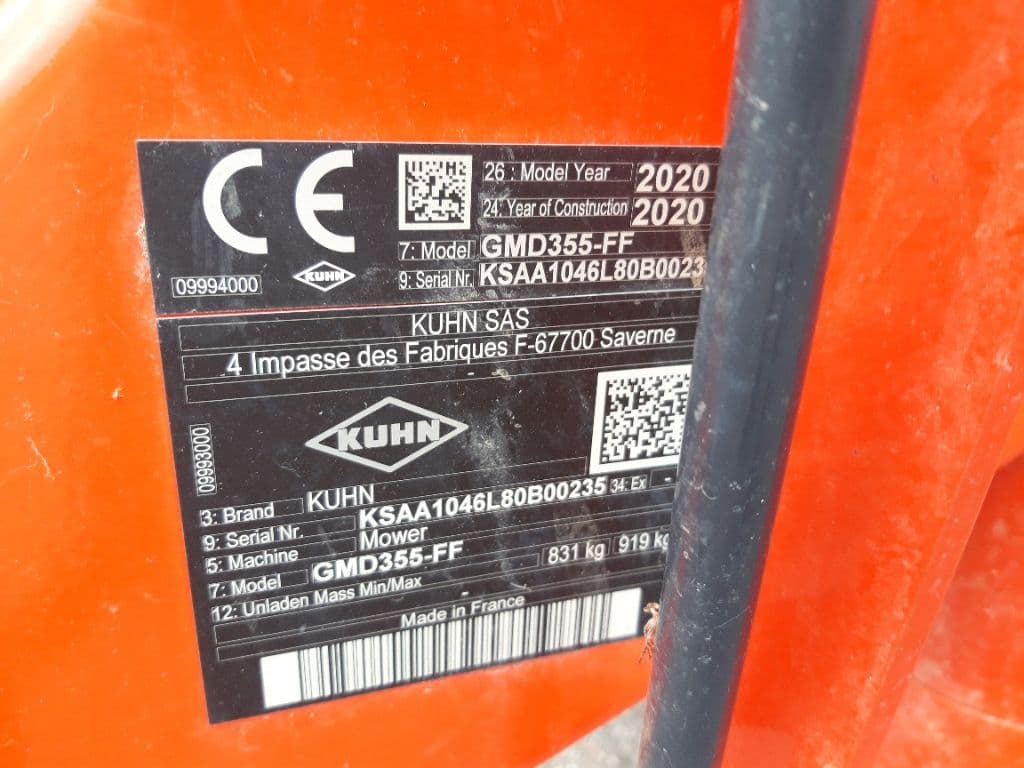 CE
26 : Model Year 2020
24: Year of Construction 2020
7: Model GMD355-FF
9: Serial Nr. KSAA1046L80B0023
09994000
KUHN
KUHN SAS
4 Impasse des Fabriques F-67700 Saverne
KUHN
09993000
3: Brand KUHN
9: Serial Nr. KSAA1046L80B00235 34: Ex -
5: Machine Mower
7: Model GMD355-FF
12: Unladen Mass Min/Max - 831 kg 919 kg
Made in France